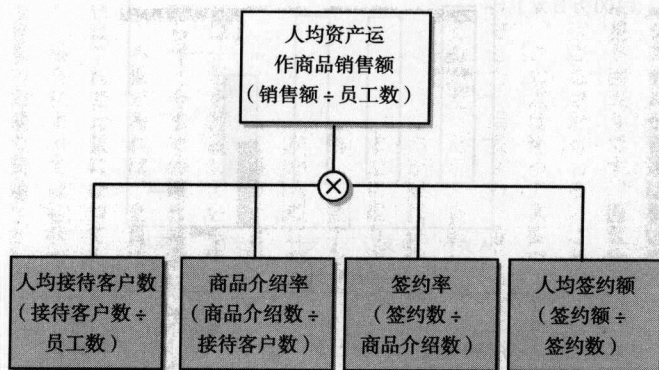 人均资产运
作商品销售额
（销售额÷员工数）
×
人均接待客户数
（接待客户数÷
员工数）
商品介绍率
（商品介绍数÷
接待客户数）
签约率
（签约数÷
商品介绍数）
人均签约额
（签约额÷
签约数）